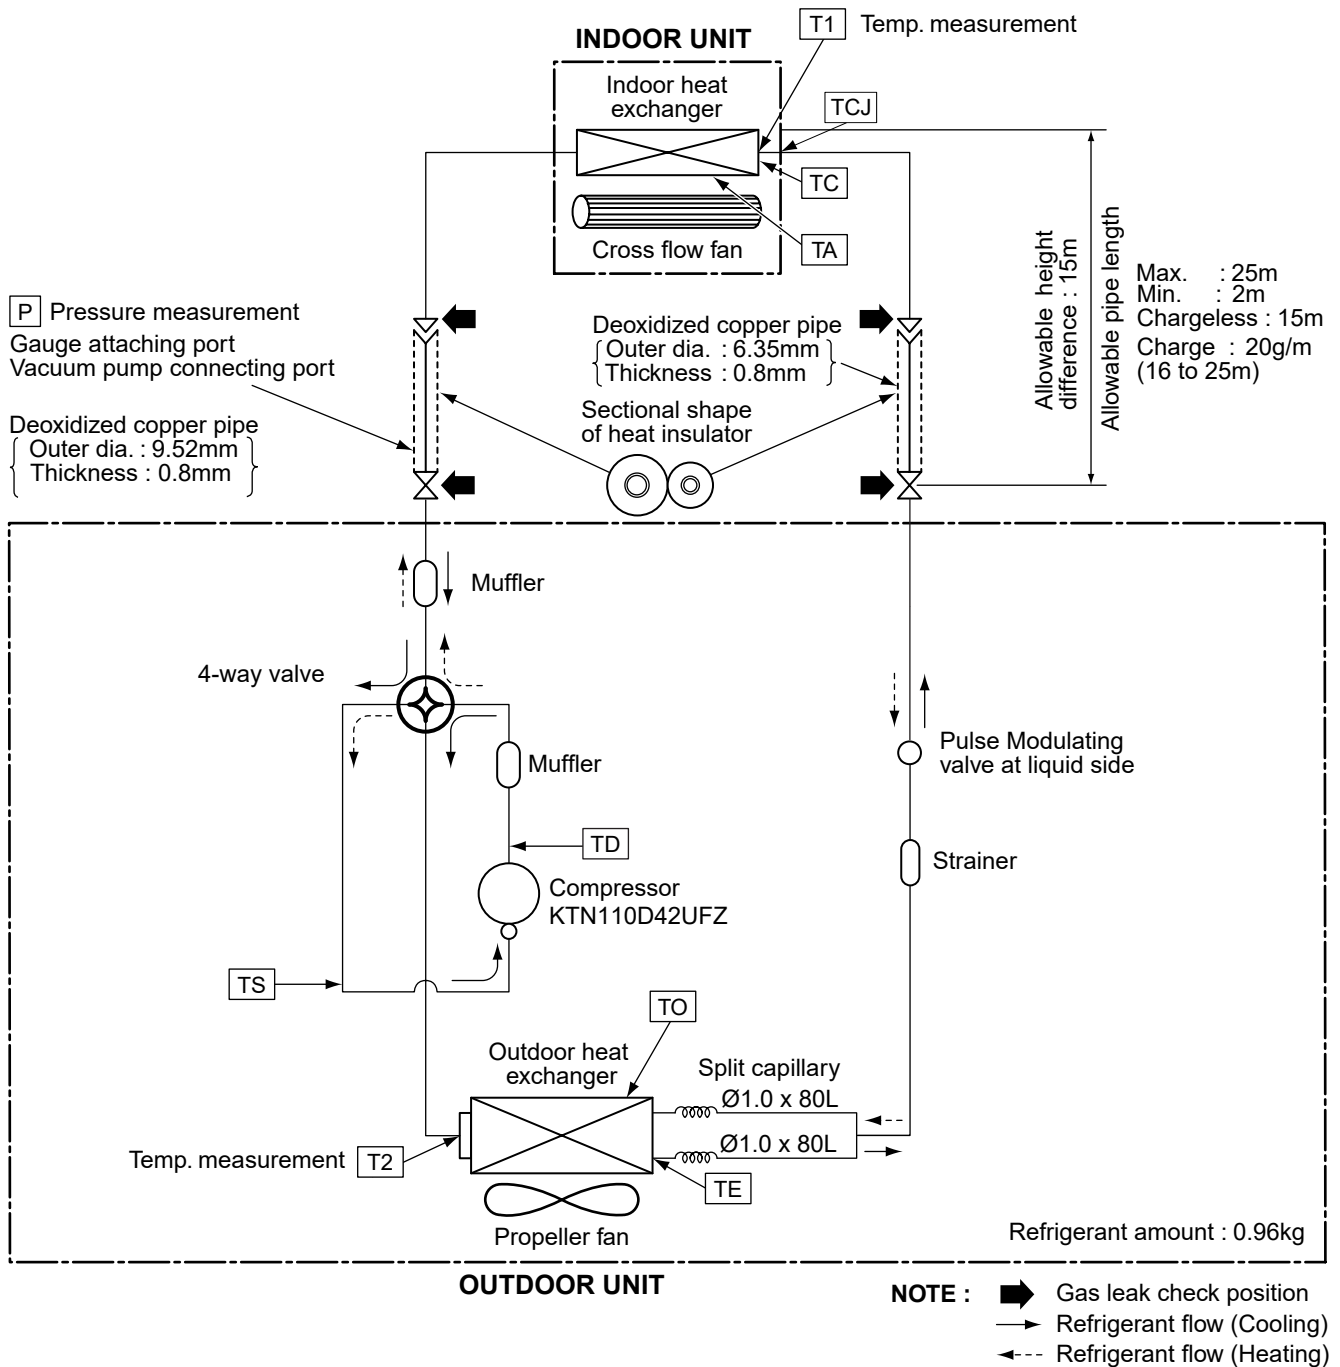 T1 Temp. measurement
INDOOR UNIT
Indoor heat
exchanger
TCJ
TC
Cross flow fan
TA
Allowable height
difference : 15m
Allowable pipe length
Max. : 25m
Min. : 2m
Chargeless : 15m
Charge : 20g/m
(16 to 25m)
P Pressure measurement
Gauge attaching port
Vacuum pump connecting port
Deoxidized copper pipe
Outer dia. : 9.52mm
Thickness : 0.8mm
Deoxidized copper pipe
Outer dia. : 6.35mm
Thickness : 0.8mm
Sectional shape
of heat insulator
Muffler
4-way valve
Muffler
Pulse Modulating
valve at liquid side
TD
Strainer
Compressor
KTN110D42UFZ
TS
TO
Outdoor heat
exchanger
Split capillary
Ø1.0 x 80L
Ø1.0 x 80L
Temp. measurement T2
TE
Propeller fan
Refrigerant amount : 0.96kg
OUTDOOR UNIT
NOTE :
Gas leak check position
Refrigerant flow (Cooling)
Refrigerant flow (Heating)